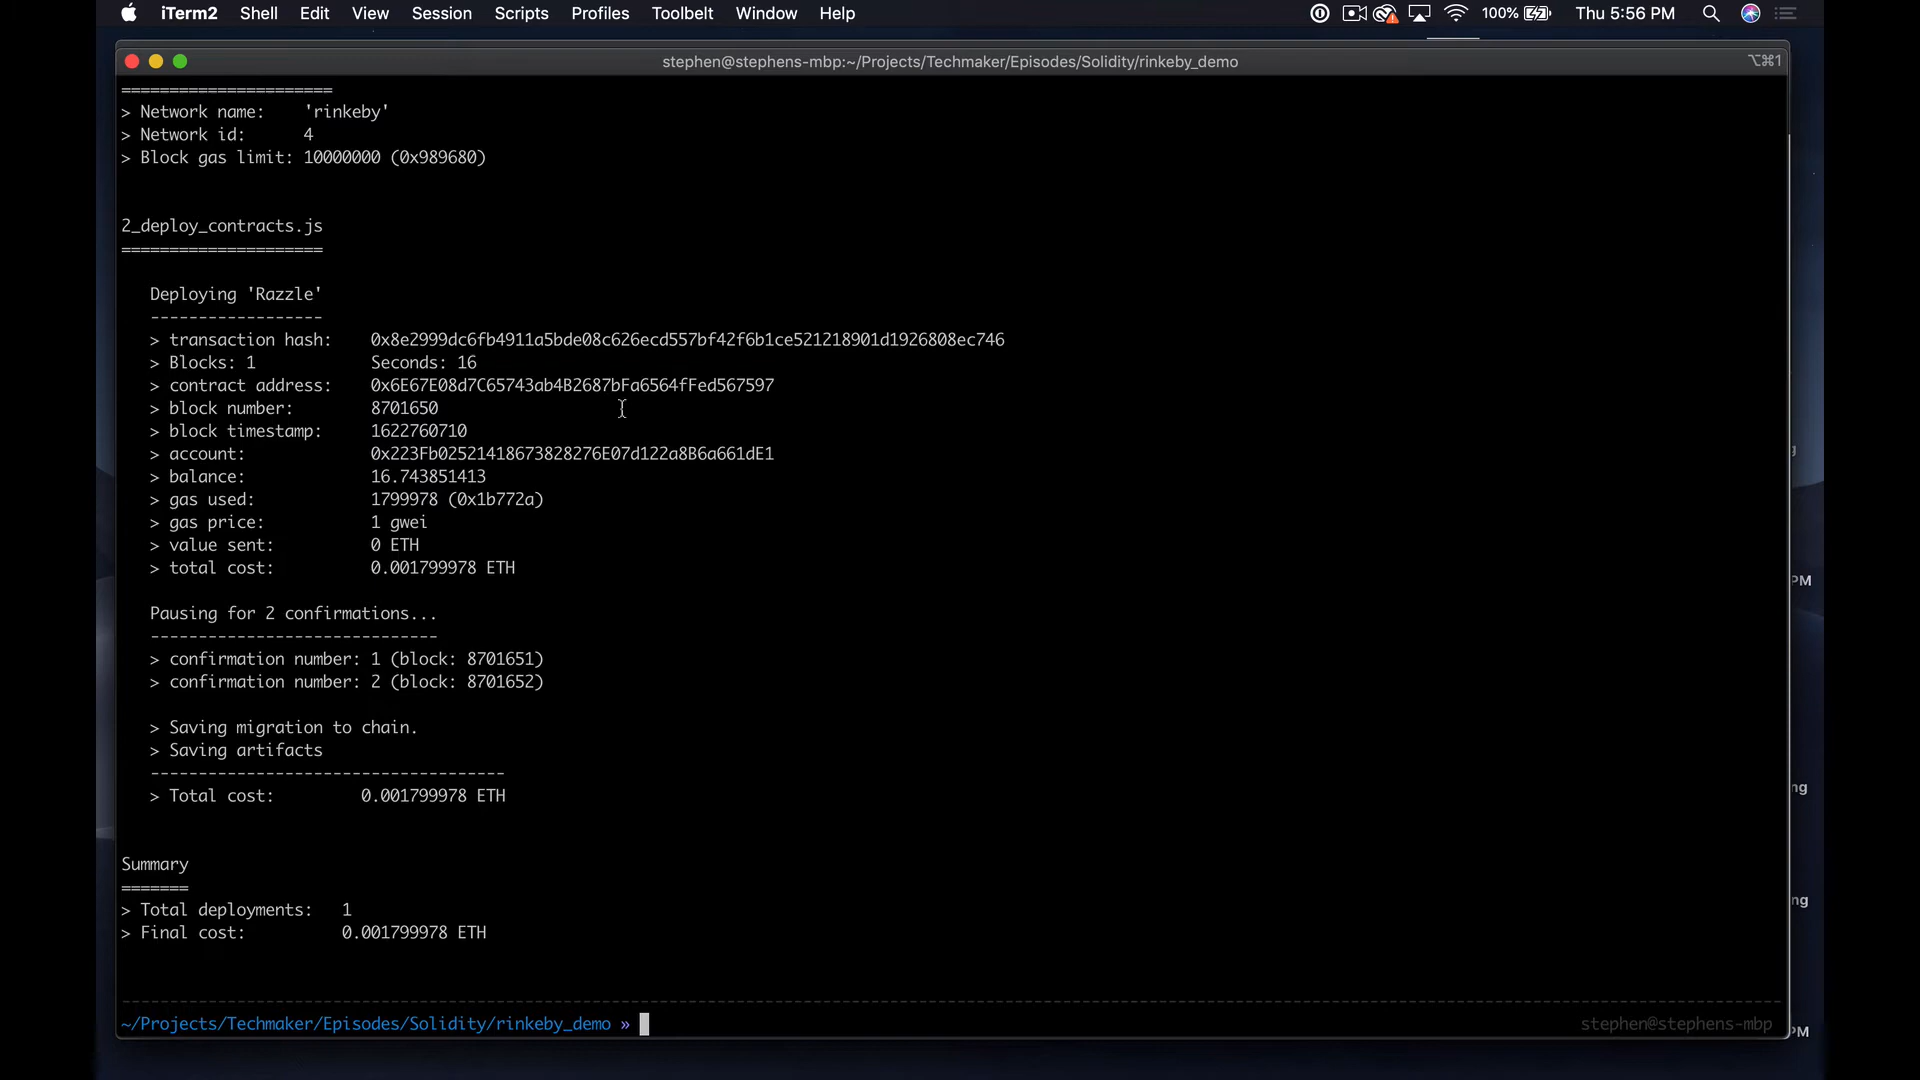 iTerm2 Shell Edit View Session Scripts Profiles Toolbelt Window Help 100% Thu 5:56 PM
stephen@stephens-mbp:~/Projects/Techmaker/Episodes/Solidity/rinkeby_demo ⌥⌘1
======================
> Network name:    'rinkeby'
> Network id:      4
> Block gas limit: 10000000 (0x989680)
2_deploy_contracts.js
=====================
Deploying 'Razzle'
------------------
> transaction hash:    0x8e2999dc6fb4911a5bde08c626ecd557bf42f6b1ce521218901d1926808ec746
> Blocks: 1            Seconds: 16
> contract address:    0x6E67E08d7C65743ab4B2687bFa6564fFed567597
> block number:        8701650
> block timestamp:     1622760710
> account:             0x223Fb02521418673828276E07d122a8B6a661dE1
> balance:             16.743851413
> gas used:            1799978 (0x1b772a)
> gas price:           1 gwei
> value sent:          0 ETH
> total cost:          0.001799978 ETH
Pausing for 2 confirmations...
------------------------------
> confirmation number: 1 (block: 8701651)
> confirmation number: 2 (block: 8701652)
> Saving migration to chain.
> Saving artifacts
-------------------------------------
> Total cost:         0.001799978 ETH
Summary
=======
> Total deployments:   1
> Final cost:          0.001799978 ETH
~/Projects/Techmaker/Episodes/Solidity/rinkeby_demo » stephen@stephens-mbp